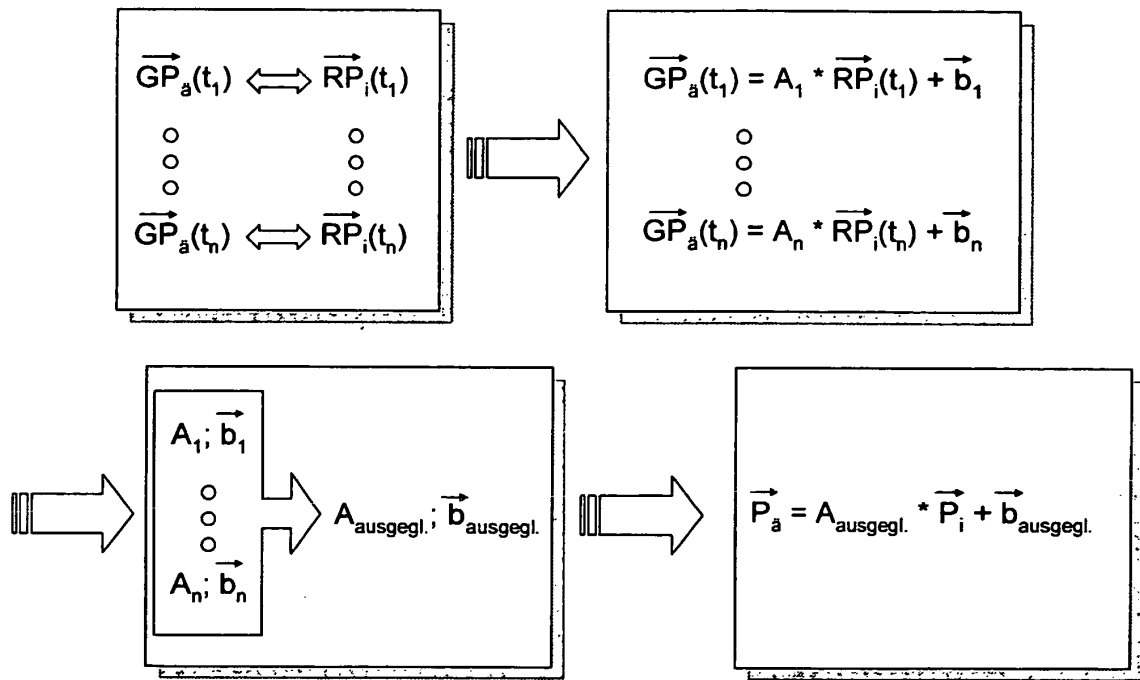 GPä(t1) ⇔ RPi(t1)
GPä(tn) ⇔ RPi(tn)
GPä(t1) = A1 * RPi(t1) + b1
GPä(tn) = An * RPi(tn) + bn
A1; b1
An; bn
Aausgegl.; bausgegl.
Pä = Aausgegl. * Pi + bausgegl.